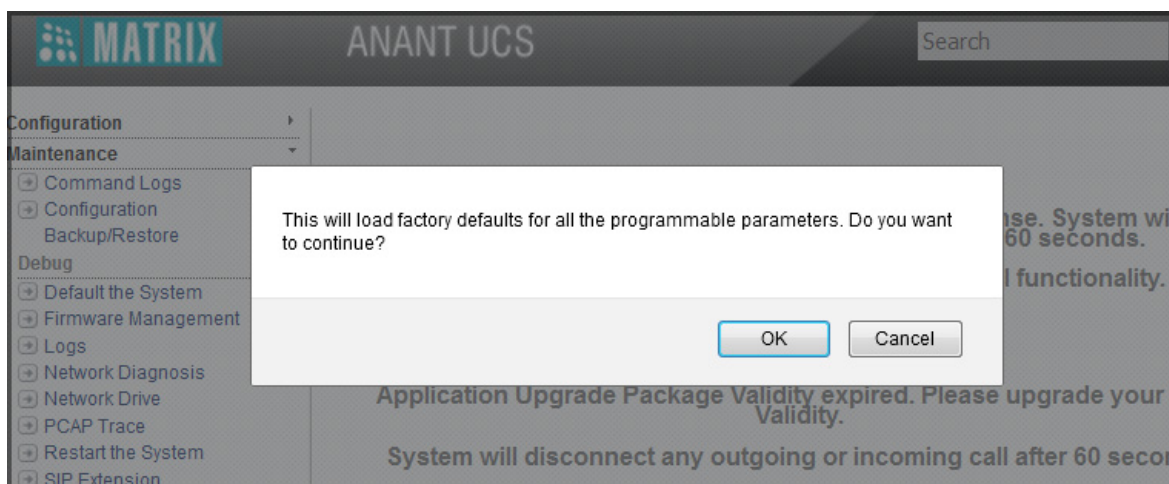 MATRIX
ANANT UCS
Search
Configuration
Maintenance
Command Logs
Configuration
Backup/Restore
Debug
Default the System
Firmware Management
Logs
Network Diagnosis
Network Drive
PCAP Trace
Restart the System
SIP Extension
This will load factory defaults for all the programmable parameters. Do you want
to continue?
OK
Cancel
System wi
60 seconds.
functionality.
Application Upgrade Package Validity expired. Please upgrade your
Validity.
System will disconnect any outgoing or incoming call after 60 secon